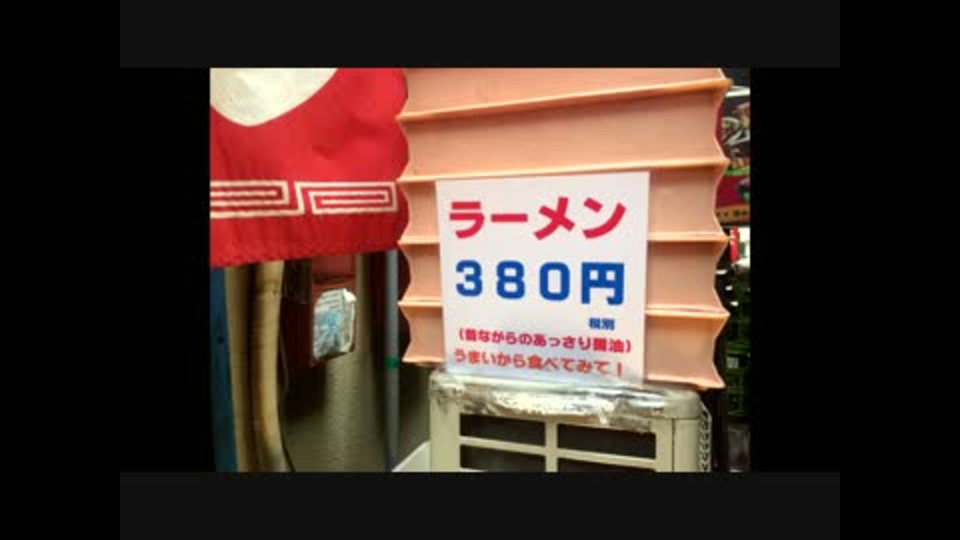 ラーメン
３８０円
税別
(昔ながらのあっさり醤油)
うまいから食べてみて！